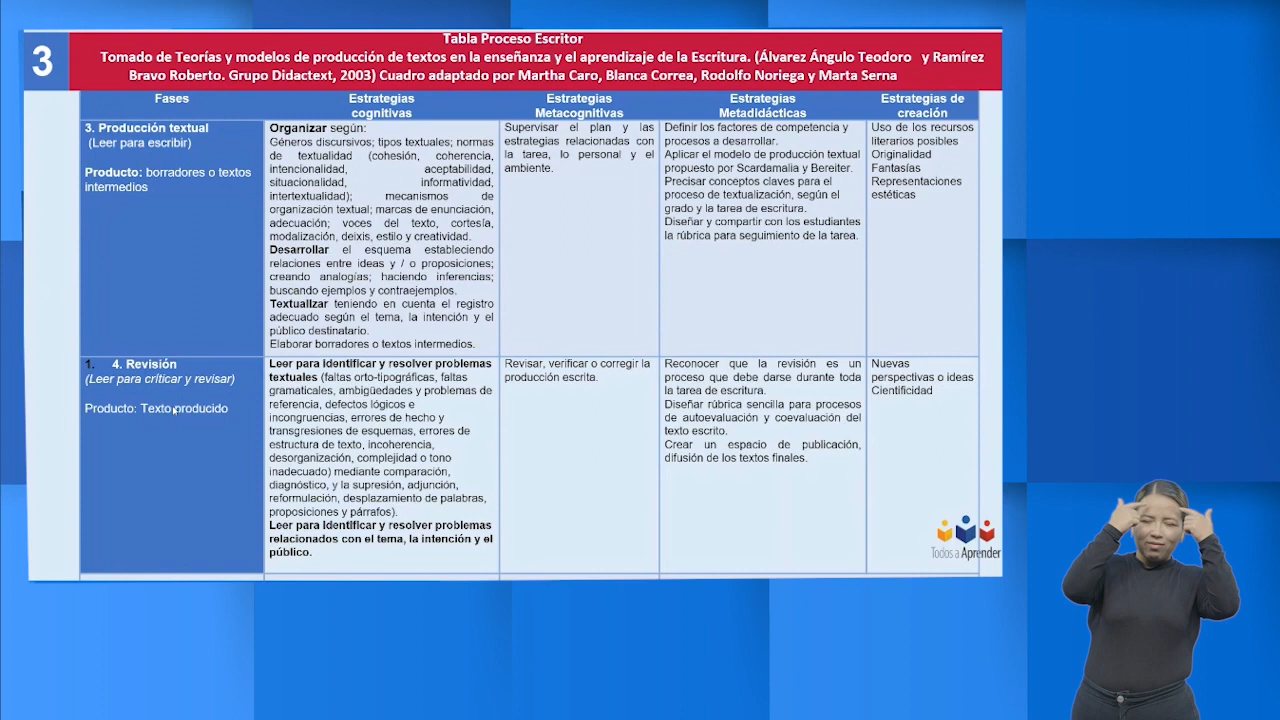 3
Tabla Proceso Escritor
Tomado de Teorías y modelos de producción de textos en la enseñanza y el aprendizaje de la Escritura. (Álvarez Ángulo Teodoro y Ramírez
Bravo Roberto. Grupo Didactext, 2003) Cuadro adaptado por Martha Caro, Blanca Correa, Rodolfo Noriega y Marta Serna
Fases
Estrategias
cognitivas
Estrategias
Metacognitivas
Estrategias
Metadidácticas
Estrategias de
creación
3. Producción textual
(Leer para escribir)
Producto: borradores o textos
intermedios
Organizar según:
Géneros discursivos; tipos textuales; normas
de textualidad (cohesión, coherencia,
intencionalidad, aceptabilidad,
situacionalidad, informatividad,
intertextualidad); mecanismos de
organización textual; marcas de enunciación,
adecuación; voces del texto, cortesía,
modalización, deixis, estilo y creatividad.
Desarrollar el esquema estableciendo
relaciones entre ideas y / o proposiciones;
creando analogías; haciendo inferencias;
buscando ejemplos y contraejemplos.
Textualizar teniendo en cuenta el registro
adecuado según el tema, la intención y el
público destinatario.
Elaborar borradores o textos intermedios.
Supervisar el plan y las
estrategias relacionadas con
la tarea, lo personal y el
ambiente.
Definir los factores de competencia y
procesos a desarrollar.
Aplicar el modelo de producción textual
propuesto por Scardamalia y Bereiter.
Precisar conceptos claves para el
proceso de textualización, según el
grado y la tarea de escritura.
Diseñar y compartir con los estudiantes
la rúbrica para seguimiento de la tarea.
Uso de los recursos
literarios posibles
Originalidad
Fantasías
Representaciones
estéticas
1. 4. Revisión
(Leer para criticar y revisar)
Producto: Texto producido
Leer para identificar y resolver problemas
textuales (faltas orto-tipográficas, faltas
gramaticales, ambigüedades y problemas de
referencia, defectos lógicos e
incongruencias, errores de hecho y
transgresiones de esquemas, errores de
estructura de texto, incoherencia,
desorganización, complejidad o tono
inadecuado) mediante comparación,
diagnóstico, y la supresión, adjunción,
reformulación, desplazamiento de palabras,
proposiciones y párrafos).
Leer para identificar y resolver problemas
relacionados con el tema, la intención y el
público.
Revisar, verificar o corregir la
producción escrita.
Reconocer que la revisión es un
proceso que debe darse durante toda
la tarea de escritura.
Diseñar rúbrica sencilla para procesos
de autoevaluación y coevaluación del
texto escrito.
Crear un espacio de publicación,
difusión de los textos finales.
Nuevas
perspectivas o ideas
Cientificidad
Todos a Aprender